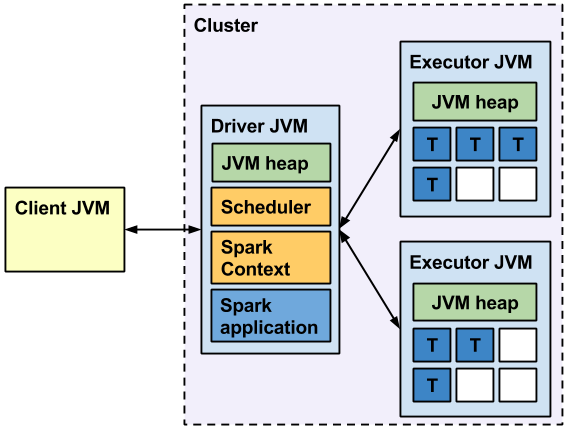 Cluster
Client JVM
Driver JVM
JVM heap
Scheduler
Spark
Context
Spark
application
Executor JVM
JVM heap
T T T
T
Executor JVM
JVM heap
T T
T